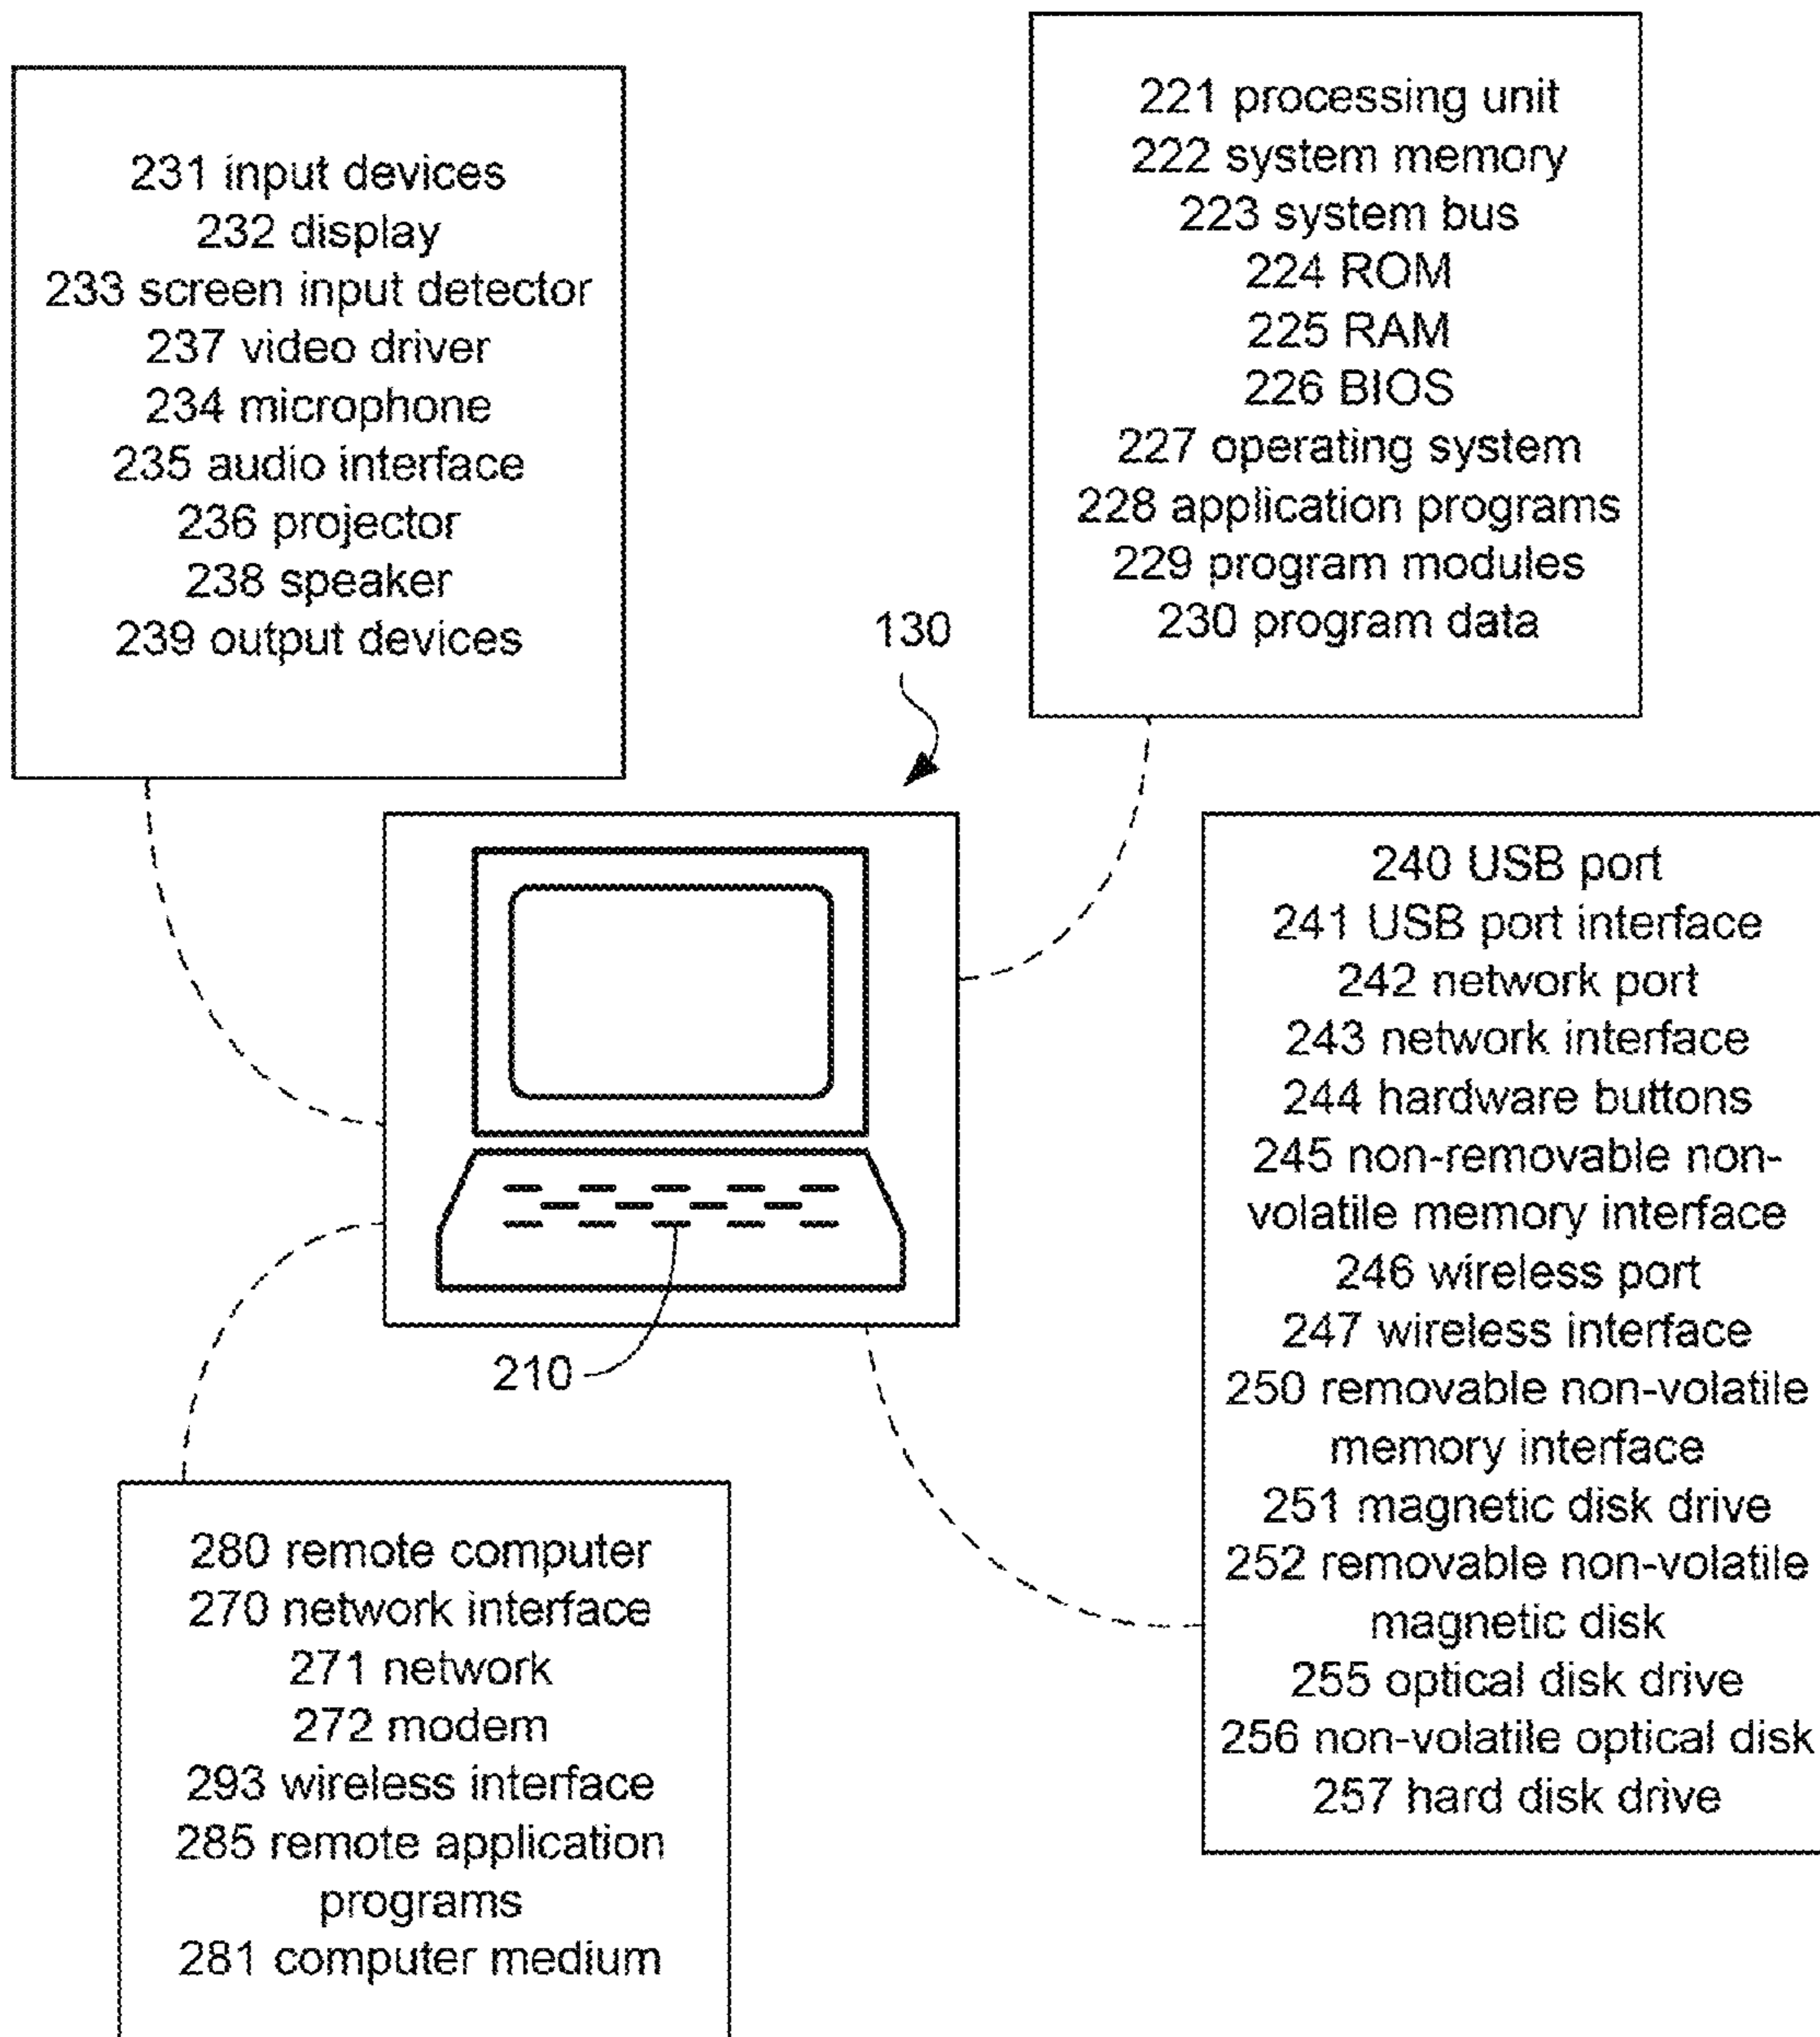 231 input devices
232 display
233 screen input detector
237 video driver
234 microphone
235 audio interface
236 projector
238 speaker
239 output devices
221 processing unit
222 system memory
223 system bus
224 ROM
225 RAM
226 BIOS
227 operating system
228 application programs
229 program modules
230 program data
130
240 USB port
241 USB port interface
242 network port
243 network interface
244 hardware buttons
245 non-removable non-
volatile memory interface
246 wireless port
247 wireless interface
250 removable non-volatile
memory interface
251 magnetic disk drive
252 removable non-volatile
magnetic disk
255 optical disk drive
256 non-volatile optical disk
257 hard disk drive
210
280 remote computer
270 network interface
271 network
272 modem
293 wireless interface
285 remote application
programs
281 computer medium